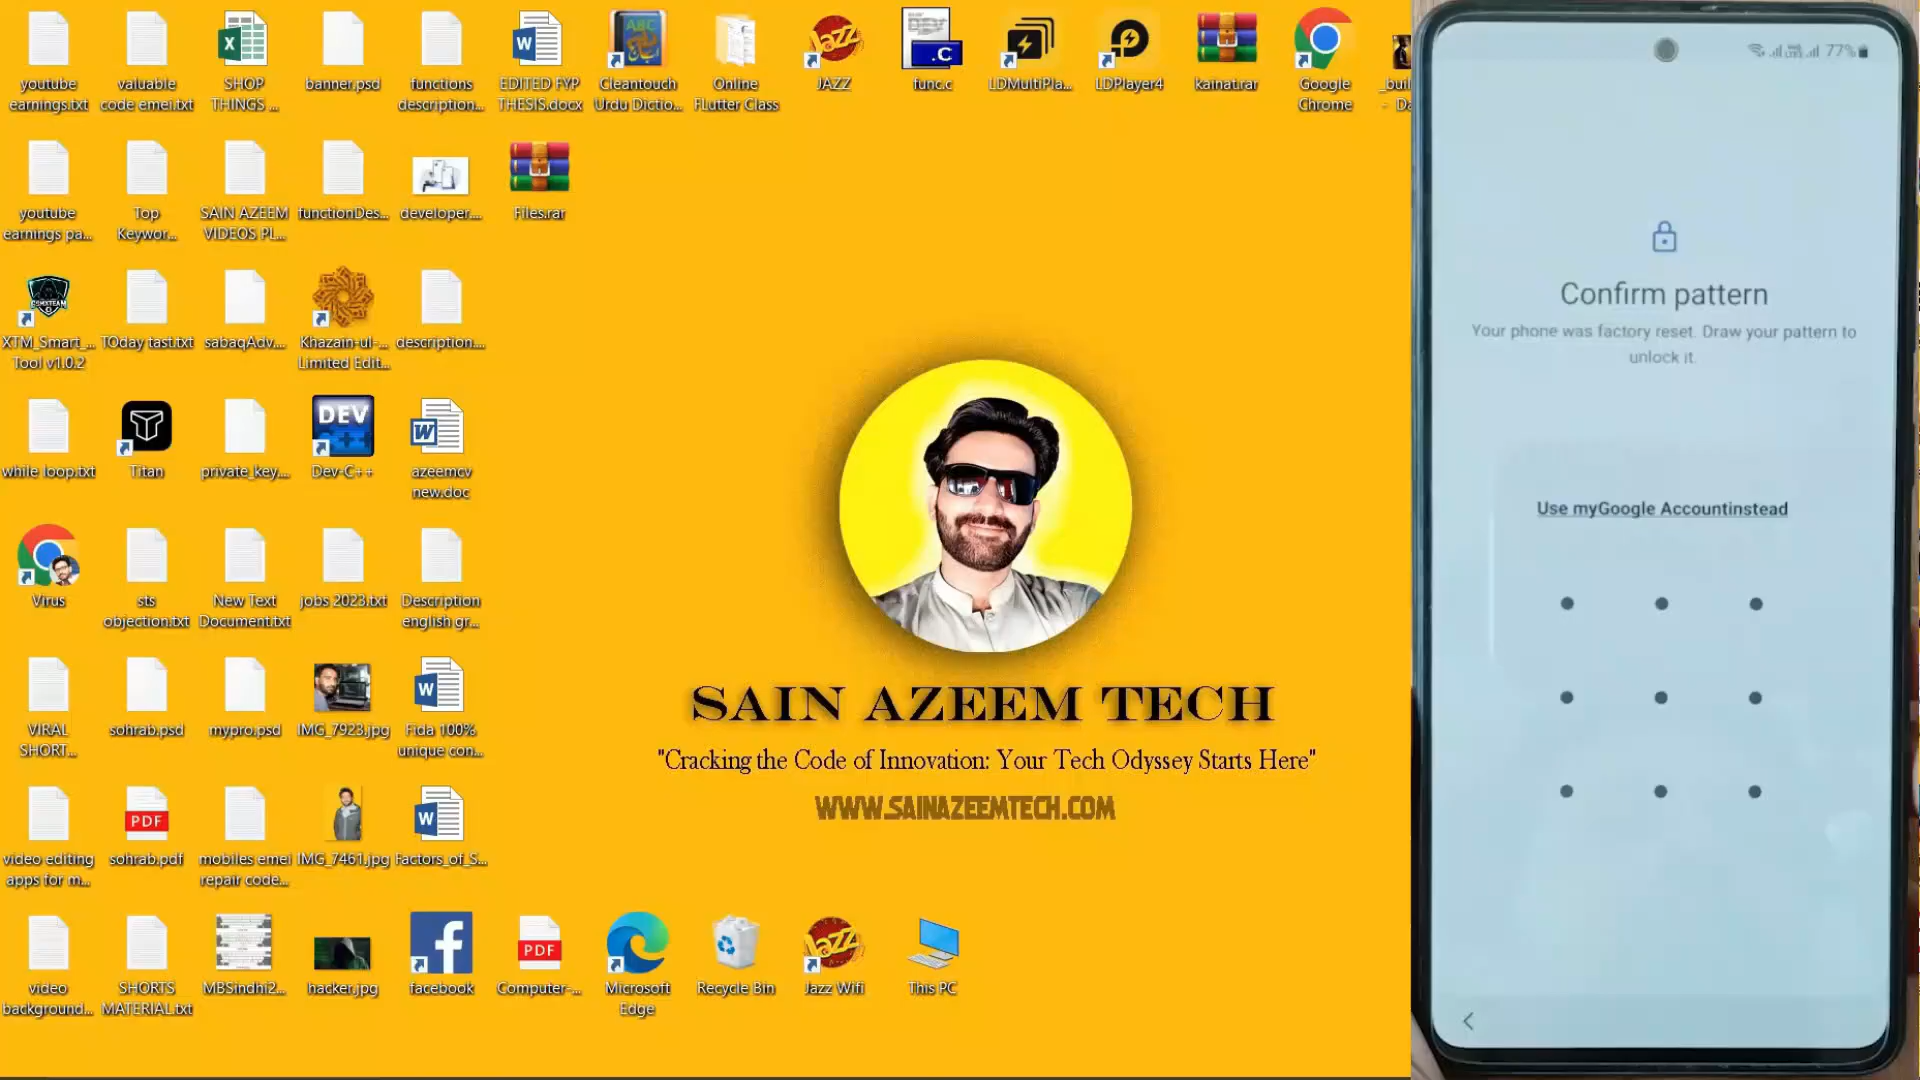 youtube
earnings.txt
valuable
code emei.txt
SHOP
THINGS ...
banner.psd
functions
description...
EDITED FYP
THESIS.docx
Cleantouch
Urdu Dictio...
Online
FLutter Class
JAZZ
func.c
LDMultiPla...
LDPlayer4
kainat.rar
Google
Chrome
77%
youtube
earnings pa...
Top
Keywor...
SAIN AZEEM
VIDEOS PL...
functionDes...
developer....
Files.rar
XTM_Smart_...
Tool v1.0.2
TOday tast.txt
sabaqAdv...
Khazain-ul-...
Limited Edit...
description....
while loop.txt
Titan
private_key....
DEV
Dev-C++
azeemcv
new.doc
Virus
sts
objection.txt
New Text
Document.txt
jobs 2023.txt
Description
english gr...
VIRAL
SHORT...
sohrab.psd
mypro.psd
IMG_7923.jpg
Fida 100%
unique con...
video editing
apps for m...
PDF
sohrab.pdf
mobiles emei
repair code...
IMG_7461.jpg
Factors_of_S...
video
background...
SHORTS
MATERIAL.txt
MBSindhi2...
hacker.jpg
facebook
PDF
Computer-...
Microsoft
Edge
Recycle Bin
Jazz Wifi
This PC
SAIN AZEEM TECH
"Cracking the Code of Innovation: Your Tech Odyssey Starts Here"
WWW.SAINAZEEMTECH.COM
Confirm pattern
Your phone was factory reset. Draw your pattern to
unlock it.
Use myGoogle Accountinstead